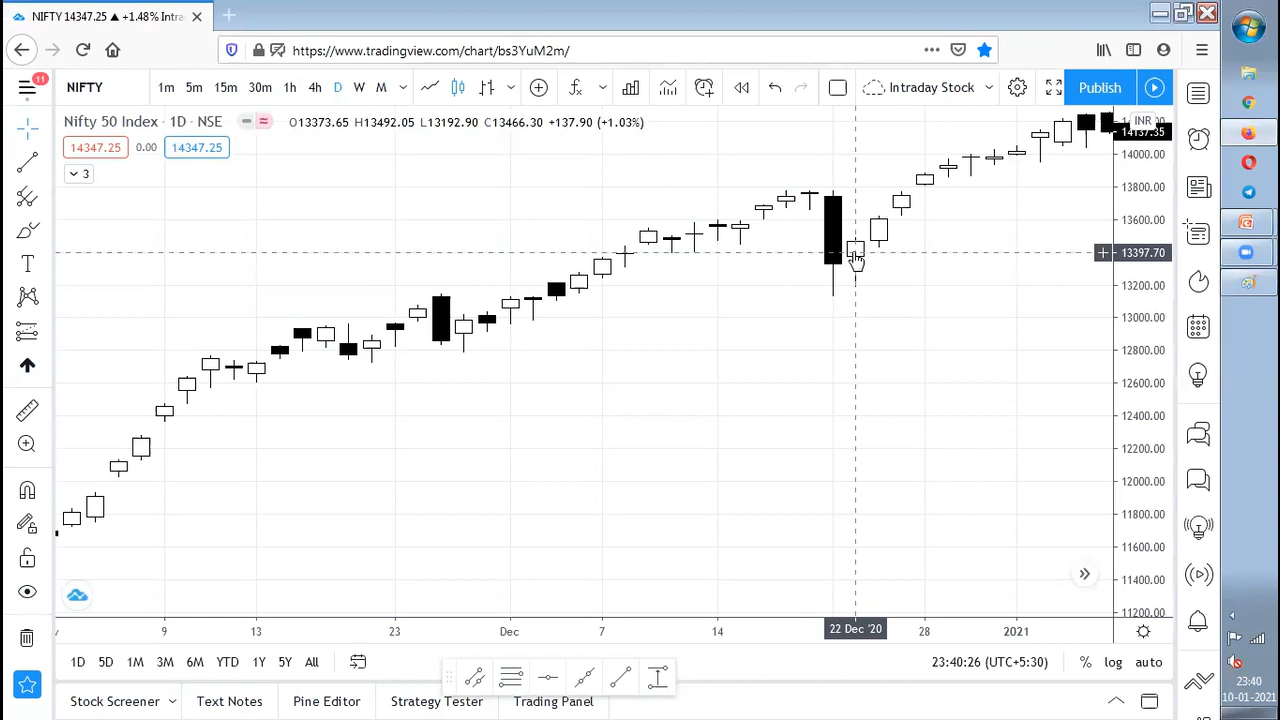 NIFTY 14347.25 ▲ +1.48% Intra
https://www.tradingview.com/chart/bs3YuM2m/
11
NIFTY
1m 5m 15m 30m 1h 4h D W M
Intraday Stock
Publish
Nifty 50 Index · 1D · NSE
O13373.65 H13492.05 C13466.30 +137.90 (+1.03%)
14347.25 0.00 14347.25
3
INR
14137.35
14000.00
13800.00
13600.00
13397.70
13200.00
13000.00
12800.00
12600.00
12400.00
12200.00
12000.00
11800.00
11600.00
11400.00
11200.00
9 13 23 Dec 7 14 22 Dec '20 28 2021
1D 5D 1M 3M 6M YTD 1Y 5Y All
23:40:26 (UTC+5:30)
% log auto
Stock Screener Text Notes Pine Editor Strategy Tester Trading Panel
23:40
10-01-2021